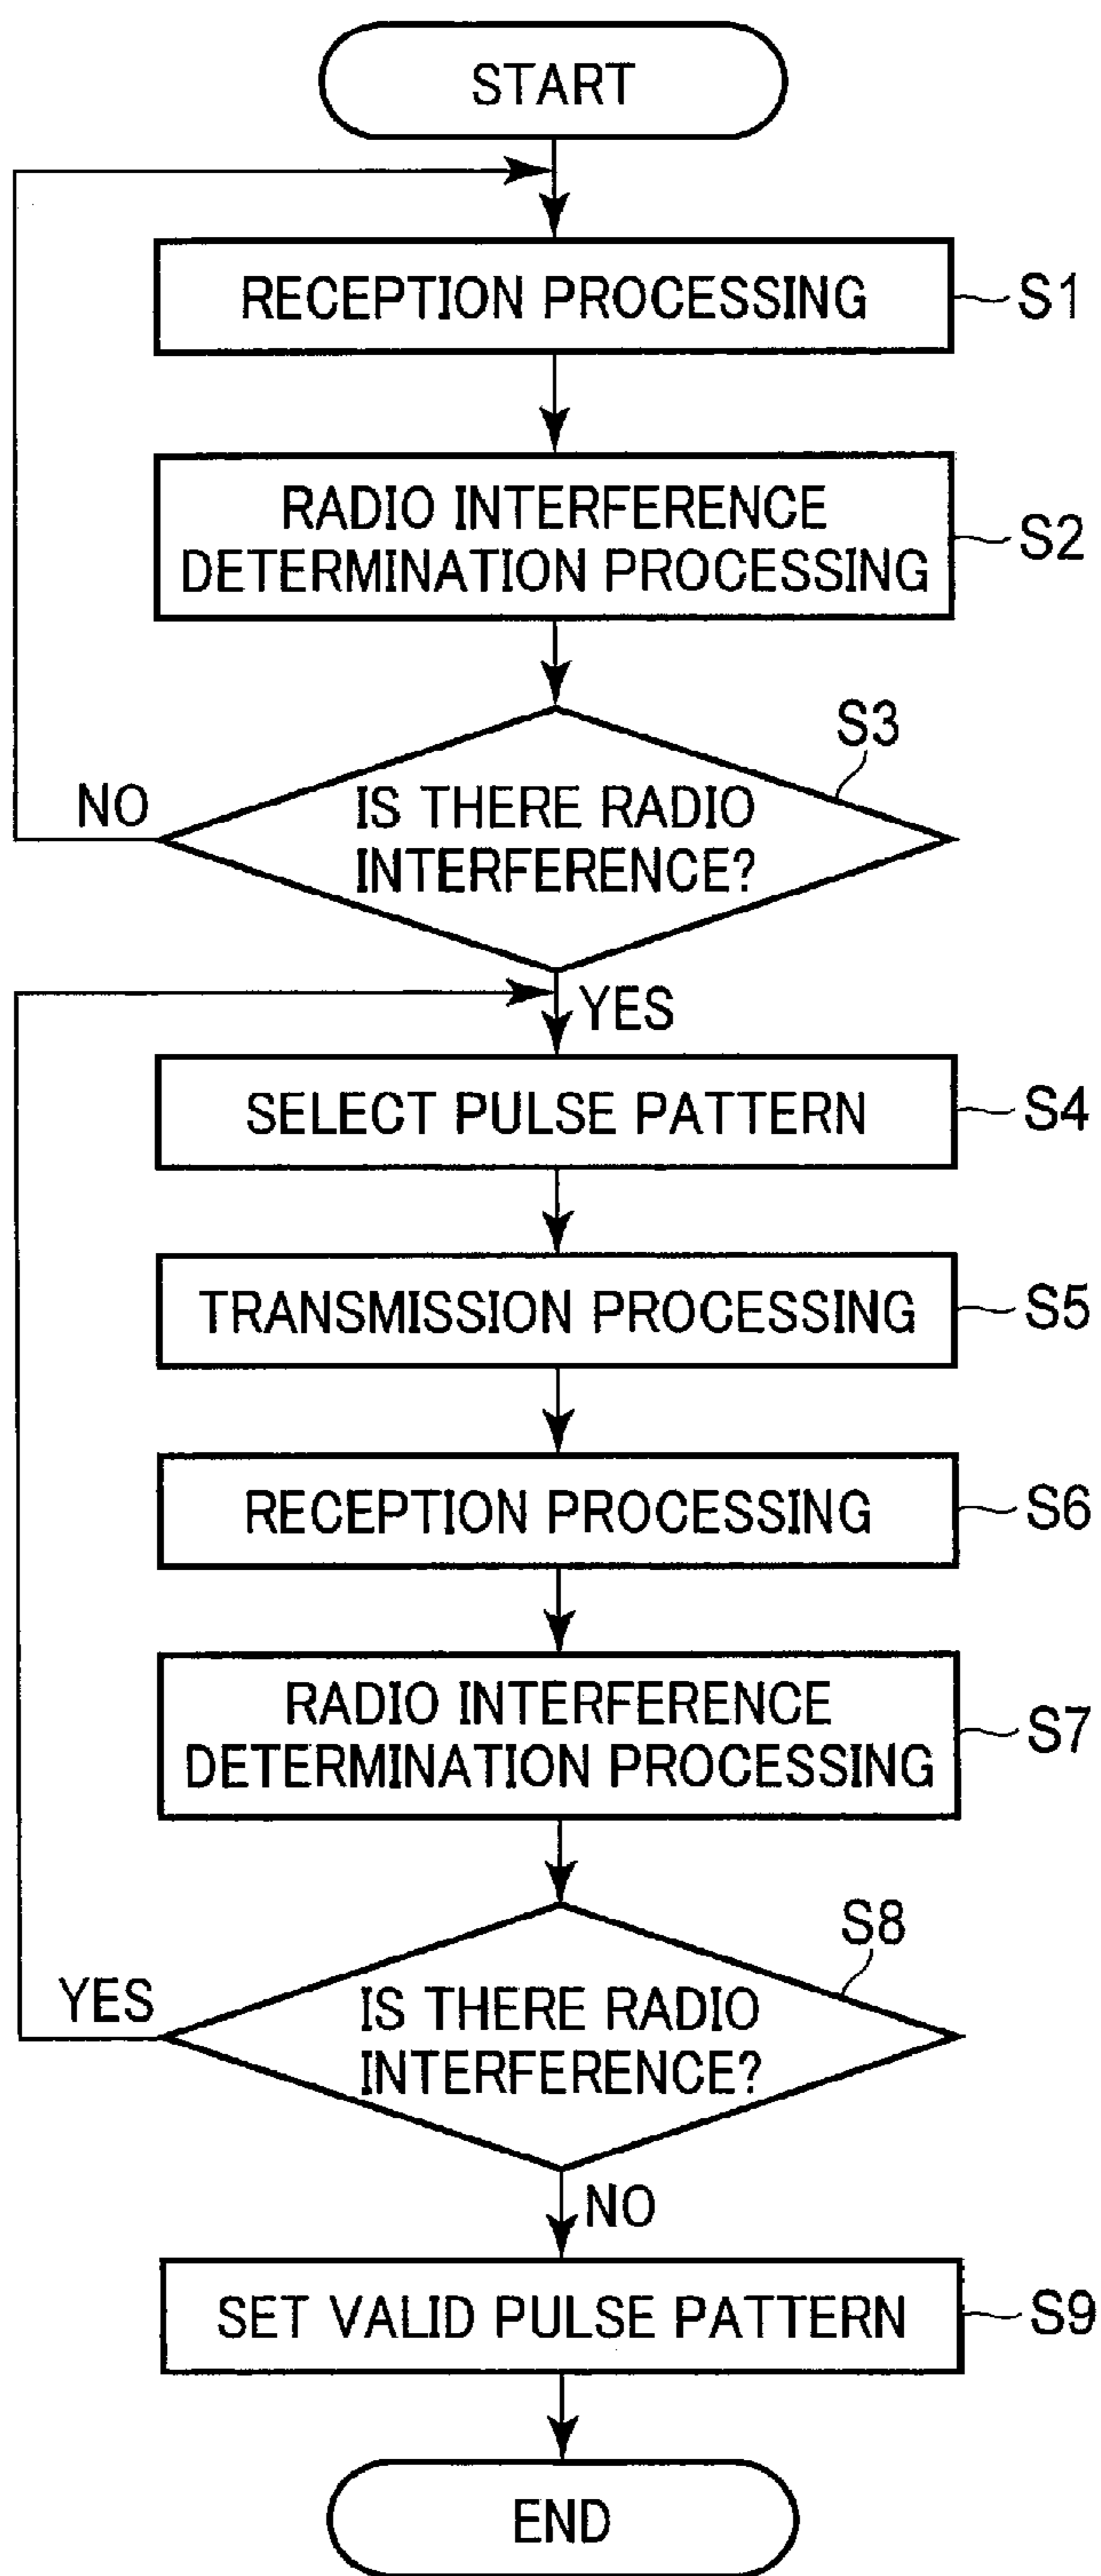 START
RECEPTION PROCESSING
S1
RADIO INTERFERENCE
DETERMINATION PROCESSING
S2
S3
IS THERE RADIO
INTERFERENCE?
NO
YES
SELECT PULSE PATTERN
S4
TRANSMISSION PROCESSING
S5
RECEPTION PROCESSING
S6
RADIO INTERFERENCE
DETERMINATION PROCESSING
S7
S8
IS THERE RADIO
INTERFERENCE?
YES
NO
SET VALID PULSE PATTERN
S9
END